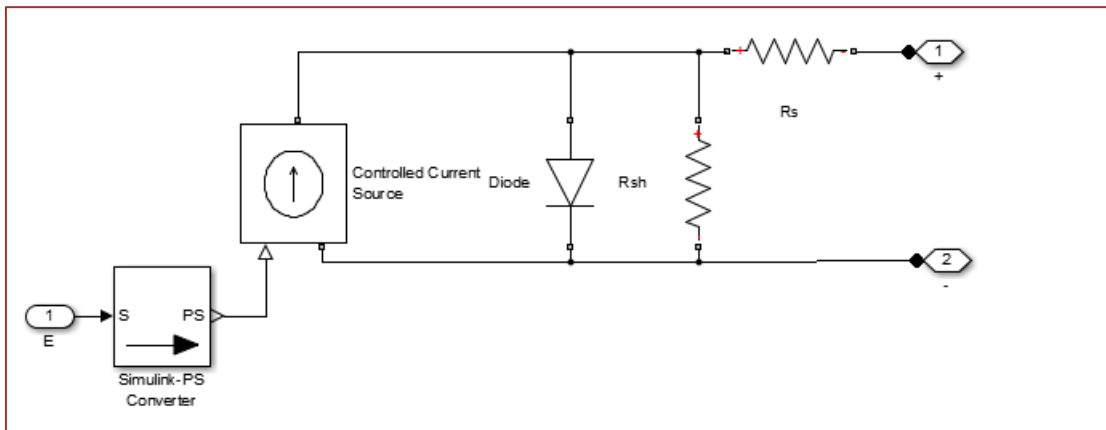 1
+
Rs
Controlled Current
Source
Diode
Rsh
2
-
1
E
S
PS
Simulink-PS
Converter